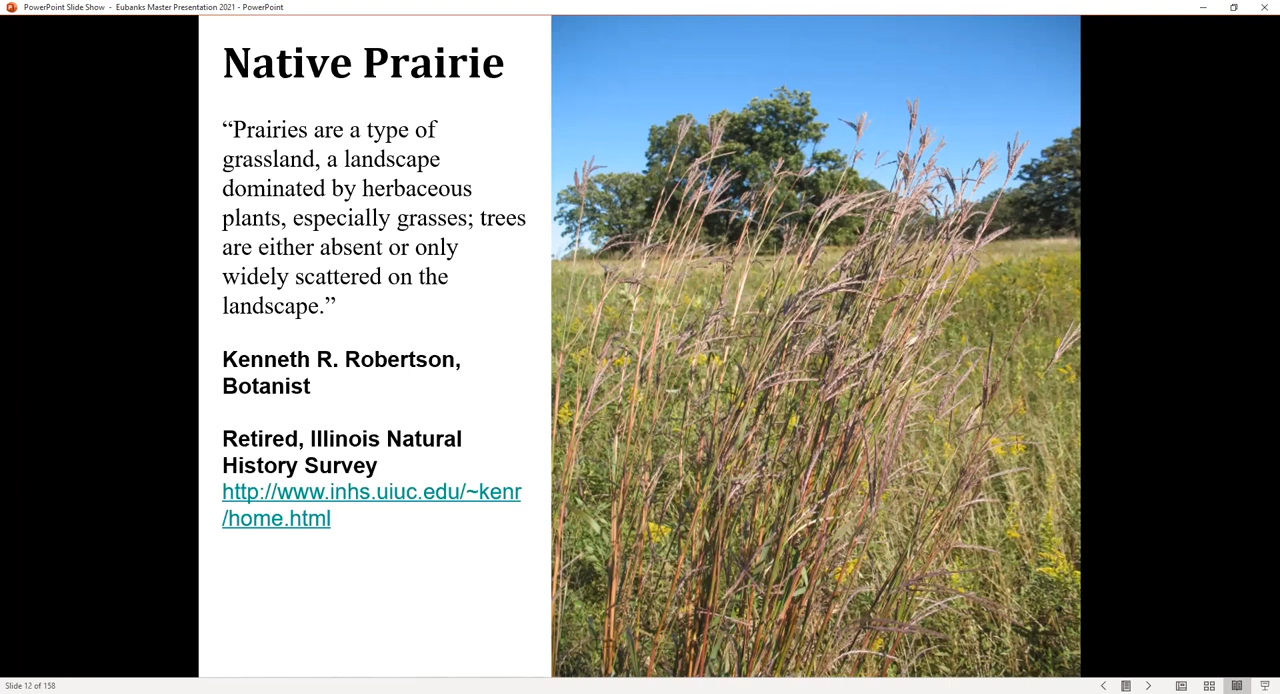 PowerPoint Slide Show - Eubanks Master Presentation 2021 - PowerPoint
Native Prairie
“Prairies are a type of
grassland, a landscape
dominated by herbaceous
plants, especially grasses; trees
are either absent or only
widely scattered on the
landscape.”
Kenneth R. Robertson,
Botanist
Retired, Illinois Natural
History Survey
http://www.inhs.uiuc.edu/~kenr
/home.html
Slide 12 of 158